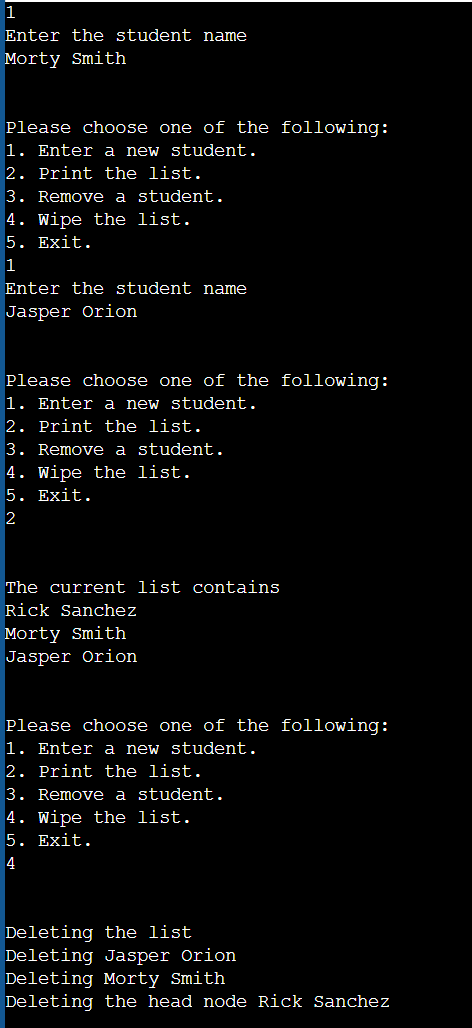 1
Enter the student name
Morty Smith
Please choose one of the following:
1. Enter a new student.
2. Print the list.
3. Remove a student.
4. Wipe the list.
5. Exit.
1
Enter the student name
Jasper Orion
Please choose one of the following:
1. Enter a new student.
2. Print the list.
3. Remove a student.
4. Wipe the list.
5. Exit.
2
The current list contains
Rick Sanchez
Morty Smith
Jasper Orion
Please choose one of the following:
1. Enter a new student.
2. Print the list.
3. Remove a student.
4. Wipe the list.
5. Exit.
4
Deleting the list
Deleting Jasper Orion
Deleting Morty Smith
Deleting the head node Rick Sanchez